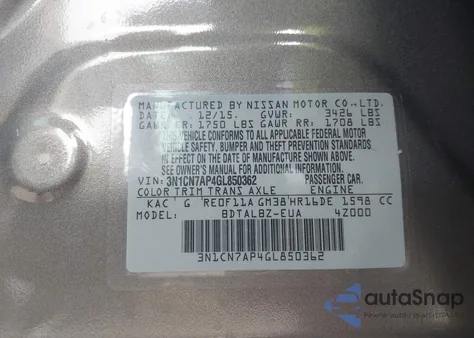 MANUFACTURED BY NISSAN MOTOR CO., LTD.
DATE: 12/15. GVWR: 3426 LBS
GAWR FR: 1750 LBS GAWR RR: 1708 LBS
THIS VEHICLE CONFORMS TO ALL APPLICABLE FEDERAL MOTOR
VEHICLE SAFETY, BUMPER AND THEFT PREVENTION STANDARDS
IN EFFECT ON THE DATE OF MANUFACTURE SHOWN ABOVE.
SEE OWNER'S MANUAL FOR ADDITIONAL INFORMATION.
VIN: 3N1CN7AP4GL850362 PASSENGER CAR.
COLOR TRIM TRANS AXLE ENGINE
KAC G RE0F11A GM38 HR16DE 1598 CC
MODEL: BDTALBZ-EUA 4Z000
3N1CN7AP4GL850362
autoSnap